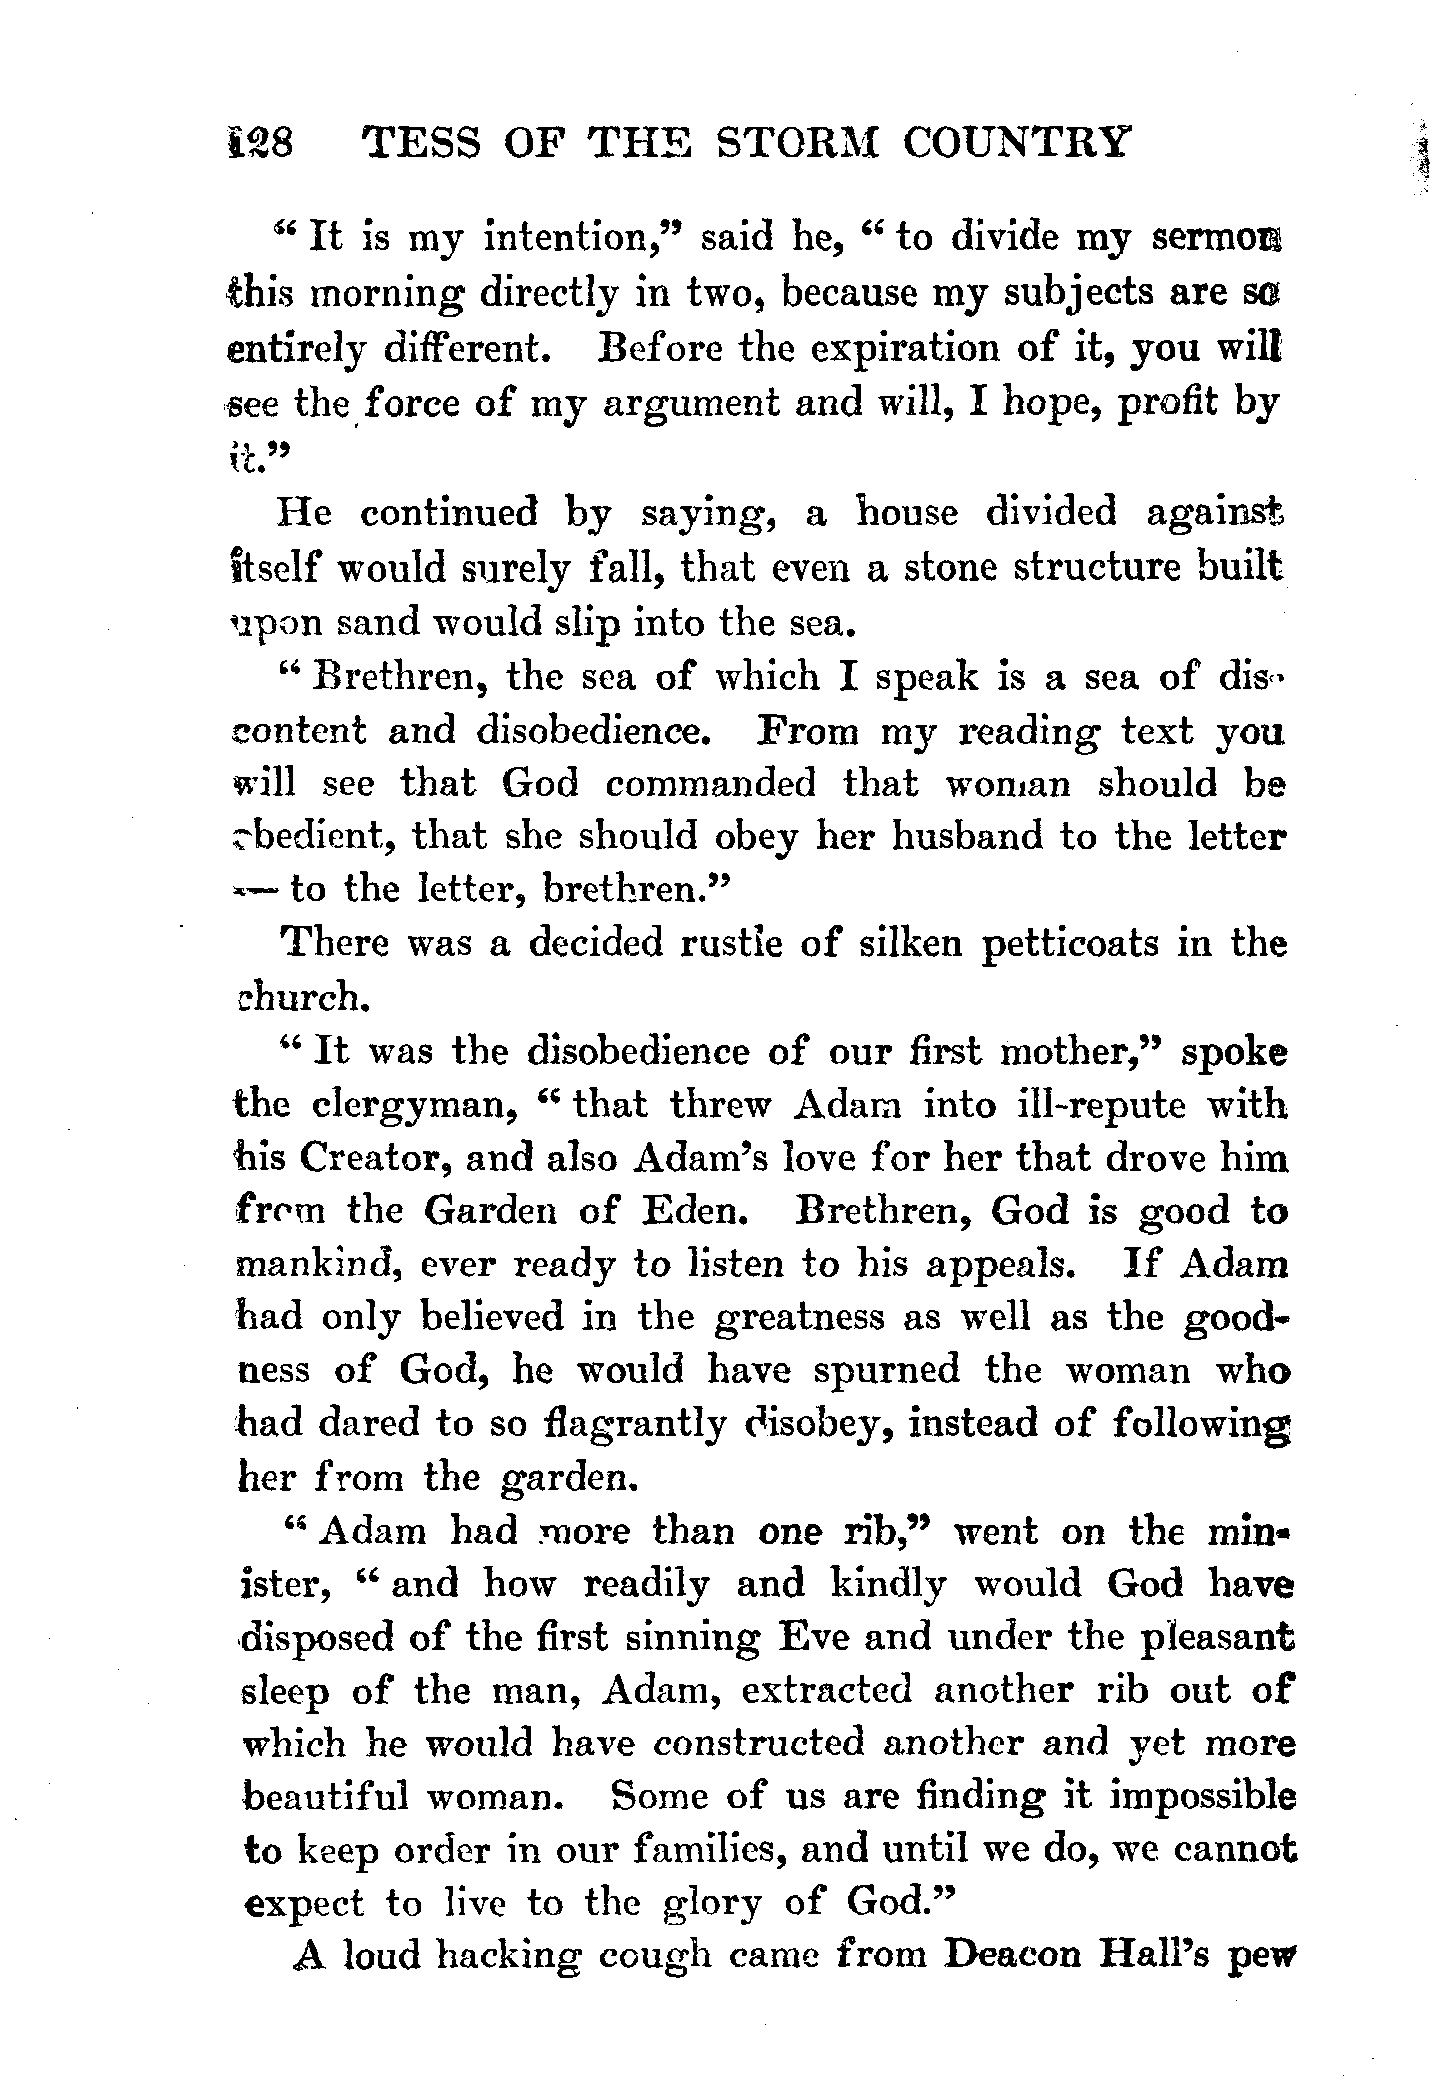 128 TESS OF THE STORM COUNTRY
“ It is my intention,” said he, “ to divide my sermon
this morning directly in two, because my subjects are so
entirely different. Before the expiration of it, you will
see the force of my argument and will, I hope, profit by
it.”
He continued by saying, a house divided against
itself would surely fall, that even a stone structure built
upon sand would slip into the sea.
“ Brethren, the sea of which I speak is a sea of dis-
content and disobedience. From my reading text you
will see that God commanded that woman should be
obedient, that she should obey her husband to the letter
— to the letter, brethren.”
There was a decided rustle of silken petticoats in the
church.
“ It was the disobedience of our first mother,” spoke
the clergyman, “ that threw Adam into ill-repute with
his Creator, and also Adam’s love for her that drove him
from the Garden of Eden. Brethren, God is good to
mankind, ever ready to listen to his appeals. If Adam
had only believed in the greatness as well as the good-
ness of God, he would have spurned the woman who
had dared to so flagrantly disobey, instead of following
her from the garden.
“ Adam had more than one rib,” went on the min-
ister, “ and how readily and kindly would God have
disposed of the first sinning Eve and under the pleasant
sleep of the man, Adam, extracted another rib out of
which he would have constructed another and yet more
beautiful woman. Some of us are finding it impossible
to keep order in our families, and until we do, we cannot
expect to live to the glory of God.”
A loud hacking cough came from Deacon Hall’s pew